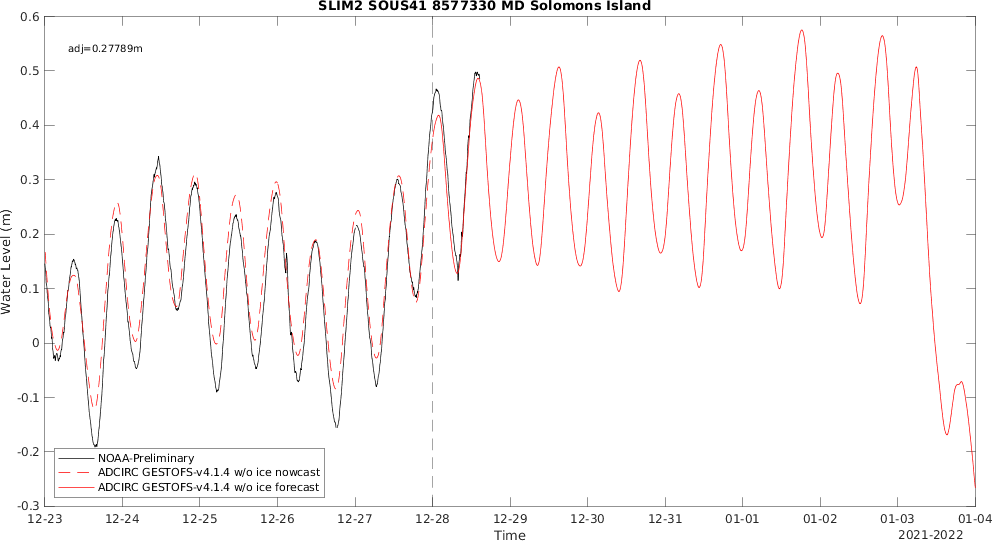 SLIM2 SOUS41 8577330 MD Solomons Island
adj=0.27789m
Water Level (m)
0.6
0.5
0.4
0.3
0.2
0.1
0
-0.1
-0.2
-0.3
NOAA-Preliminary
ADCIRC GESTOFS-v4.1.4 w/o ice nowcast
ADCIRC GESTOFS-v4.1.4 w/o ice forecast
12-23 12-24 12-25 12-26 12-27 12-28 12-29 12-30 12-31 01-01 01-02 01-03 01-04
Time
2021-2022